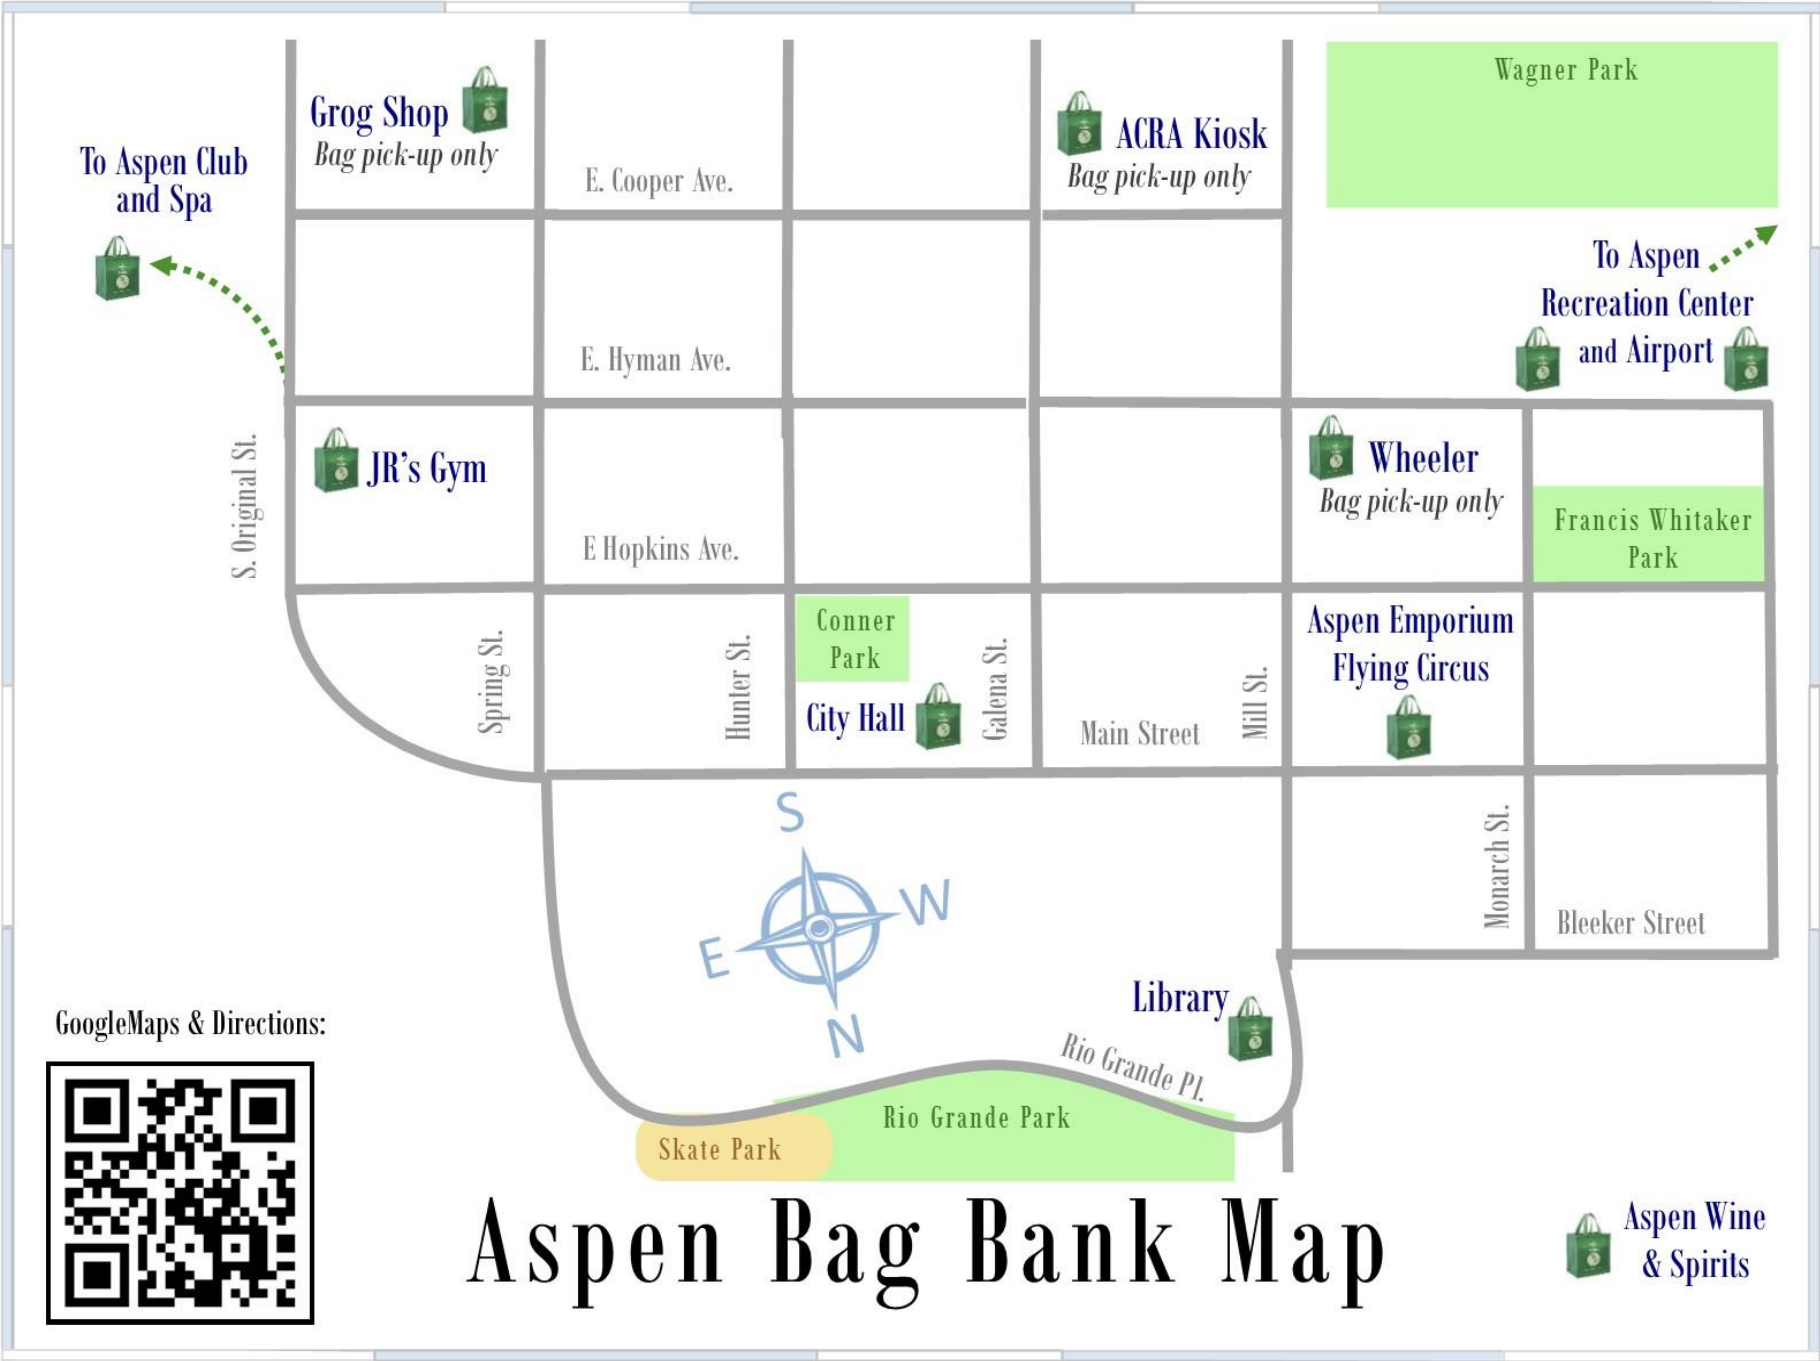 Wagner Park
Grog Shop
Bag pick-up only
ACRA Kiosk
Bag pick-up only
To Aspen Club
and Spa
E. Cooper Ave.
To Aspen
Recreation Center
and Airport
E. Hyman Ave.
S. Original St.
JR's Gym
Wheeler
Bag pick-up only
E Hopkins Ave.
Francis Whitaker
Park
Spring St.
Hunter St.
Conner
Park
City Hall
Galena St.
Main Street
Mill St.
Aspen Emporium
Flying Circus
S
W
E
N
Monarch St.
Bleeker Street
Library
Rio Grande Pl.
GoogleMaps & Directions:
Rio Grande Park
Skate Park
Aspen Bag Bank Map
Aspen Wine
& Spirits